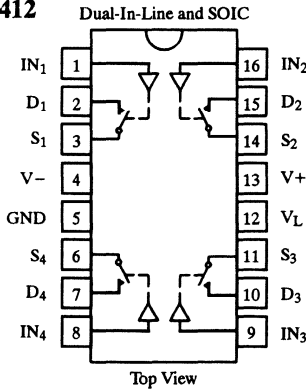 412
Dual-In-Line and SOIC
IN1 1 16 IN2
D1 2 15 D2
S1 3 14 S2
V− 4 13 V+
GND 5 12 VL
S4 6 11 S3
D4 7 10 D3
IN4 8 9 IN3
Top View